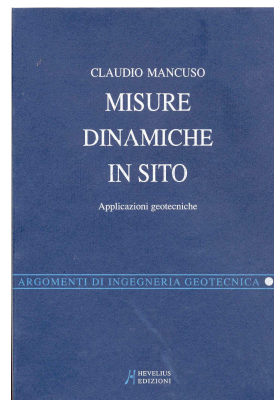 CLAUDIO MANCUSO
MISURE
DINAMICHE
IN SITO
Applicazioni geotecniche
ARGOMENTI DI INGEGNERIA GEOTECNICA
HEVELIUS
EDIZIONI